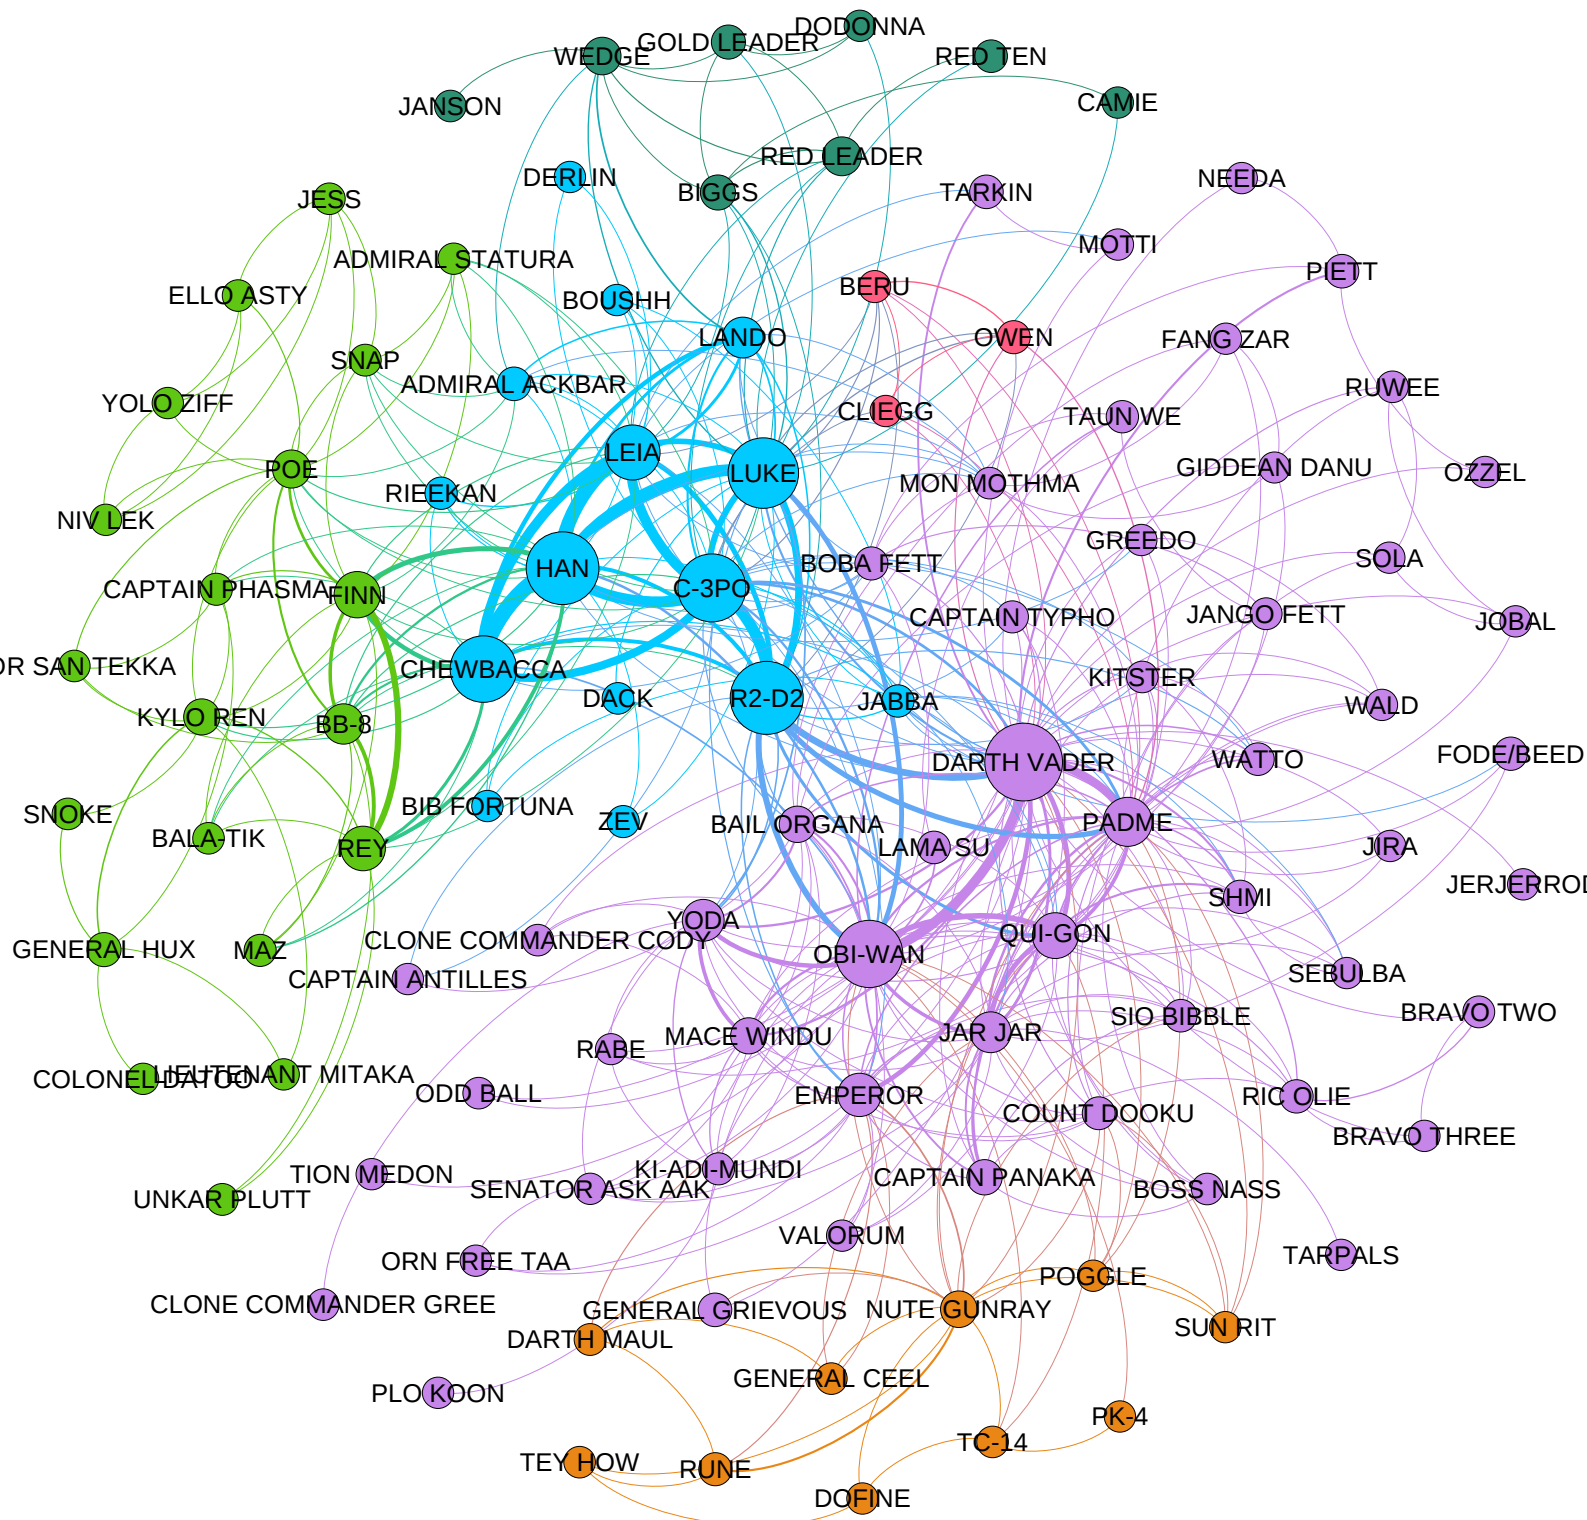 DODONNA
GOLD LEADER
WEDGE
RED TEN
JANSON
CAMIE
RED LEADER
DERLIN
NEEDA
BIGGS
TARKIN
JESS
MOTTI
ADMIRAL STATURA
PIETT
BERU
ELLO ASTY
BOUSHH
LANDO
OWEN
FANG ZAR
SNAP
ADMIRAL ACKBAR
RUWEE
YOLO ZIFF
CLIEGG
TAUN WE
LEIA
LUKE
POE
GIDDEAN DANU
OZZEL
MON MOTHMA
RIEEKAN
NIV LEK
GREEDO
SOLA
BOBA FETT
HAN
C-3PO
CAPTAIN PHASMA
FINN
CAPTAIN TYPHO
JANGO FETT
JOBAL
OR SAN TEKKA
CHEWBACCA
KITSTER
DACK
R2-D2
JABBA
WALD
KYLO REN
BB-8
FODE/BEED
DARTH VADER
WATTO
BIB FORTUNA
SNOKE
ZEV
BAIL ORGANA
PADME
BALA-TIK
REY
LAMA SU
JIRA
JERJERROD
SHMI
YODA
QUI-GON
CLONE COMMANDER CODY
GENERAL HUX
MAZ
OBI-WAN
SEBULBA
CAPTAIN ANTILLES
BRAVO TWO
SIO BIBBLE
JAR JAR
MACE WINDU
RABE
COLONEL DATOO
LIEUTENANT MITAKA
ODD BALL
EMPEROR
RIC OLIE
COUNT DOOKU
BRAVO THREE
KI-ADI-MUNDI
TION MEDON
CAPTAIN PANAKA
SENATOR ASK AAK
BOSS NASS
UNKAR PLUTT
VALORUM
TARPALS
ORN FREE TAA
POGGLE
CLONE COMMANDER GREE
GENERAL GRIEVOUS
NUTE GUNRAY
SUN RIT
DARTH MAUL
GENERAL CEEL
PLO KOON
PK-4
TC-14
TEY HOW
RUNE
DOFINE